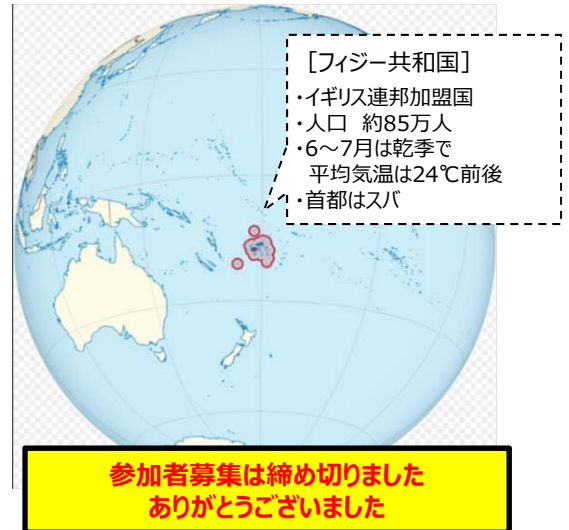 ［フィジー共和国］
・イギリス連邦加盟国
・人口　約85万人
・6～7月は乾季で
平均気温は24℃前後
・首都はスバ
参加者募集は締め切りました
ありがとうございました